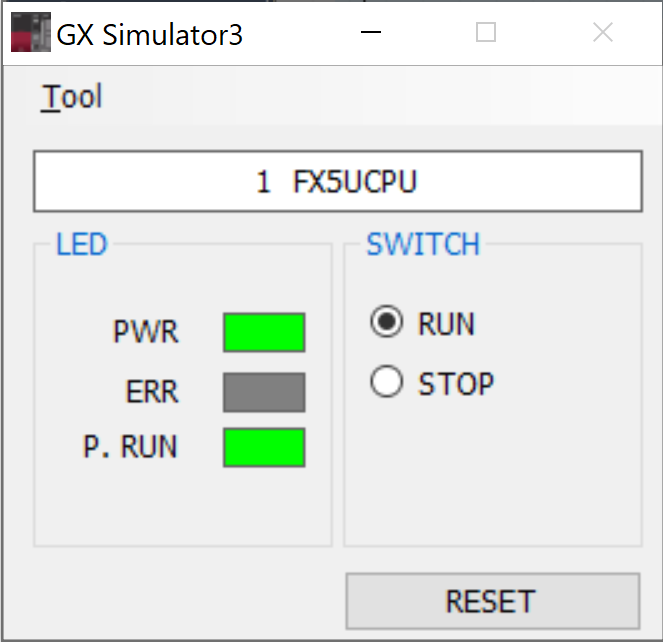 GX Simulator3
Tool
1 FX5UCPU
LED
PWR
ERR
P. RUN
SWITCH
RUN
STOP
RESET